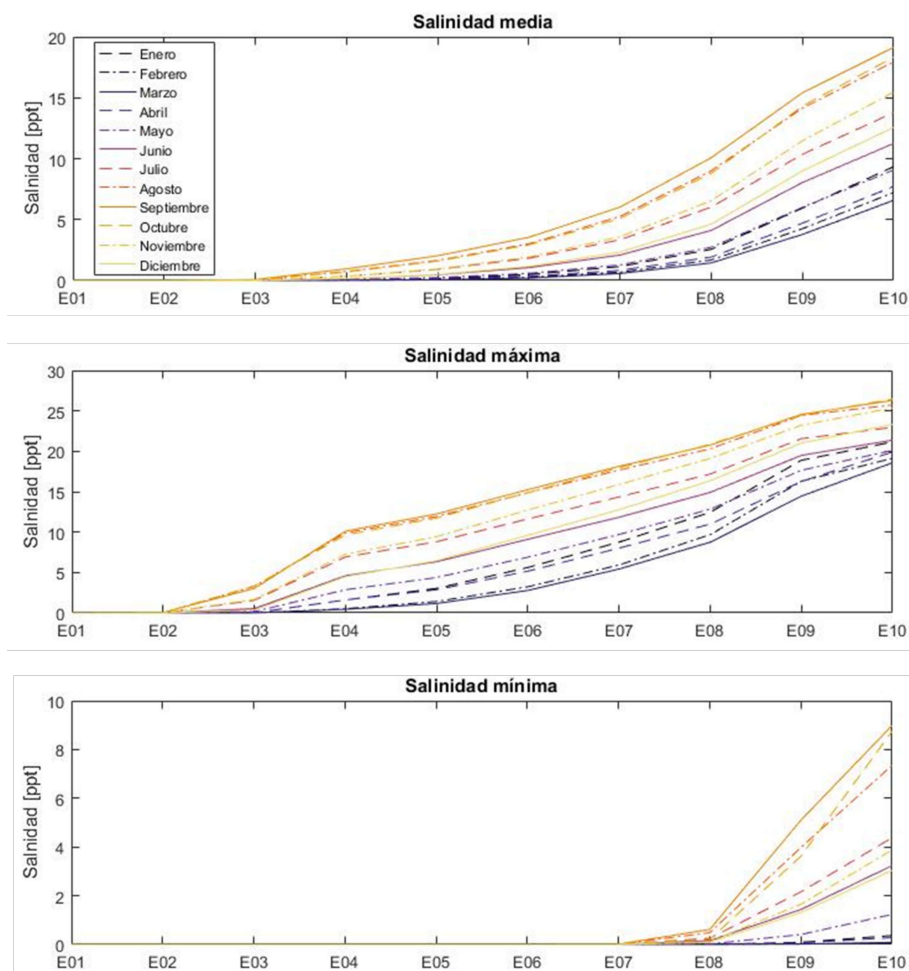 Salinidad media
20
15
10
5
0
Salnidad [ppt]
Enero
Febrero
Marzo
Abril
Mayo
Junio
Julio
Agosto
Septiembre
Octubre
Noviembre
Diciembre
E01 E02 E03 E04 E05 E06 E07 E08 E09 E10
Salinidad máxima
30
25
20
15
10
5
0
Salnidad [ppt]
E01 E02 E03 E04 E05 E06 E07 E08 E09 E10
Salinidad mínima
10
8
6
4
2
0
Salnidad [ppt]
E01 E02 E03 E04 E05 E06 E07 E08 E09 E10